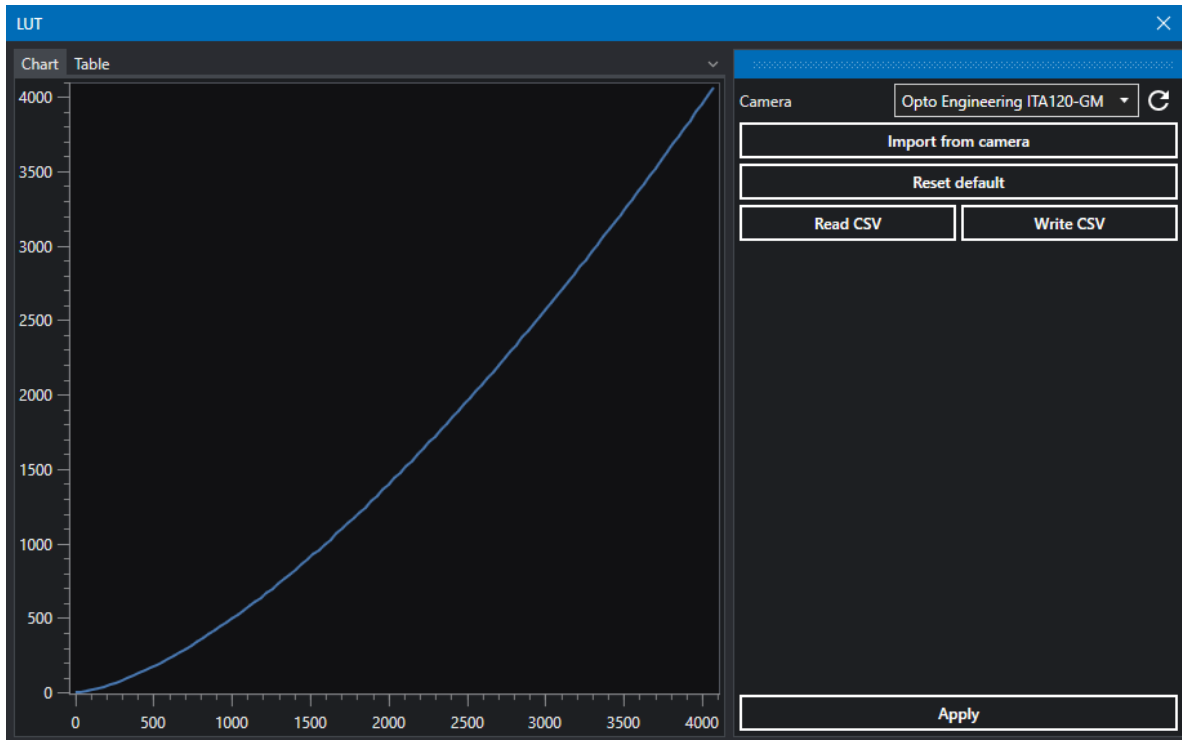 LUT
Chart Table
4000
3500
3000
2500
2000
1500
1000
500
0
0 500 1000 1500 2000 2500 3000 3500 4000
Camera Opto Engineering ITA120-GM
Import from camera
Reset default
Read CSV Write CSV
Apply